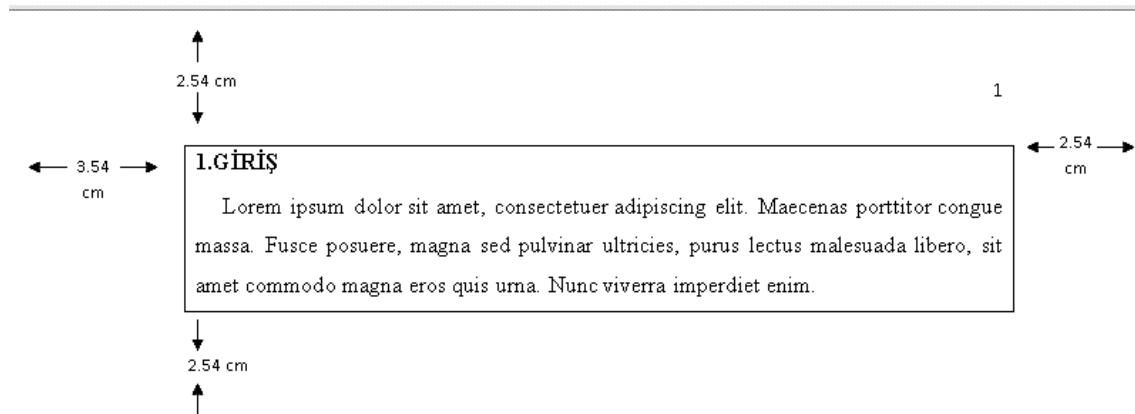 2.54 cm
1
3.54
cm
2.54
cm
1.GİRİŞ
Lorem ipsum dolor sit amet, consectetuer adipiscing elit. Maecenas porttitor congue
massa. Fusce posuere, magna sed pulvinar ultricies, purus lectus malesuada libero, sit
amet commodo magna eros quis urna. Nunc viverra imperdiet enim.
2.54 cm